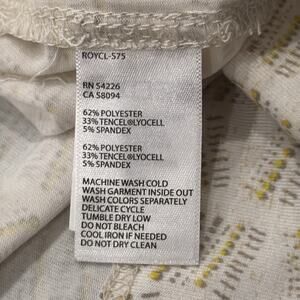 ROYCL-575
RN 54226
CA 58094
62% POLYESTER
33% TENCEL®LYOCELL
5% SPANDEX
62% POLYESTER
33% TENCEL®LYOCELL
5% SPANDEX
MACHINE WASH COLD
WASH GARMENT INSIDE OUT
WASH COLORS SEPARATELY
DELICATE CYCLE
TUMBLE DRY LOW
DO NOT BLEACH
COOL IRON IF NEEDED
DO NOT DRY CLEAN